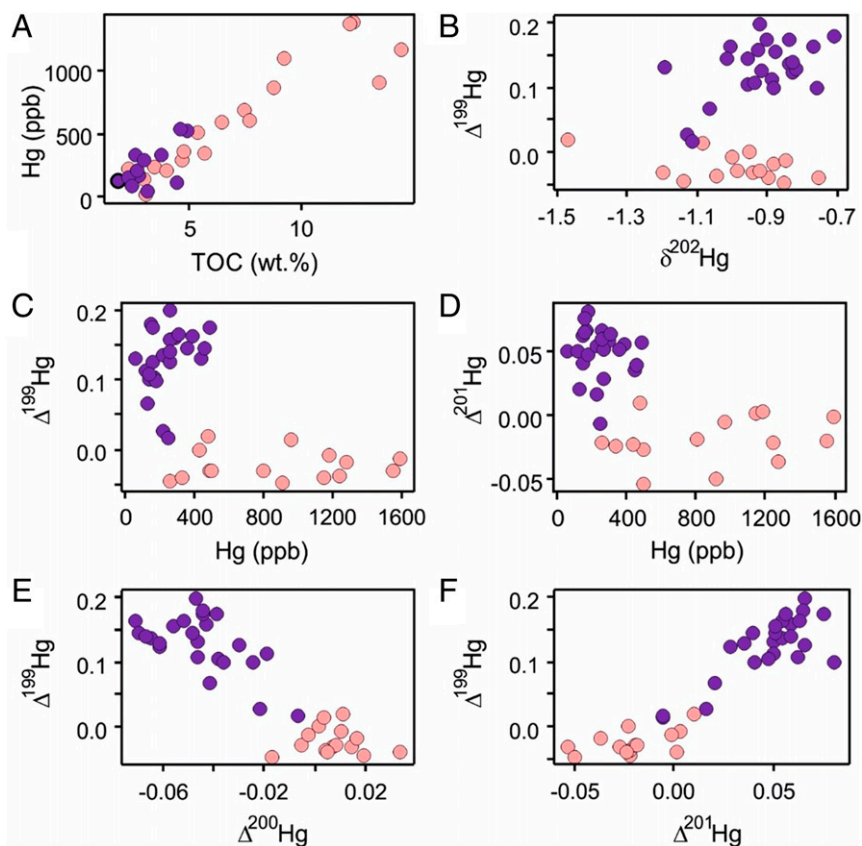 A
Hg (ppb)
1000
500
0
5
10
TOC (wt.%)
B
Δ¹⁹⁹Hg
0.2
0.1
0.0
-1.5
-1.3
-1.1
-0.9
-0.7
δ²⁰²Hg
C
Δ¹⁹⁹Hg
0.2
0.1
0.0
0
400
800
1200
1600
Hg (ppb)
D
Δ²⁰¹Hg
0.05
0.00
-0.05
0
400
800
1200
1600
Hg (ppb)
E
Δ¹⁹⁹Hg
0.2
0.1
0.0
-0.06
-0.02
0.02
Δ²⁰⁰Hg
F
Δ¹⁹⁹Hg
0.2
0.1
0.0
-0.05
0.00
0.05
Δ²⁰¹Hg